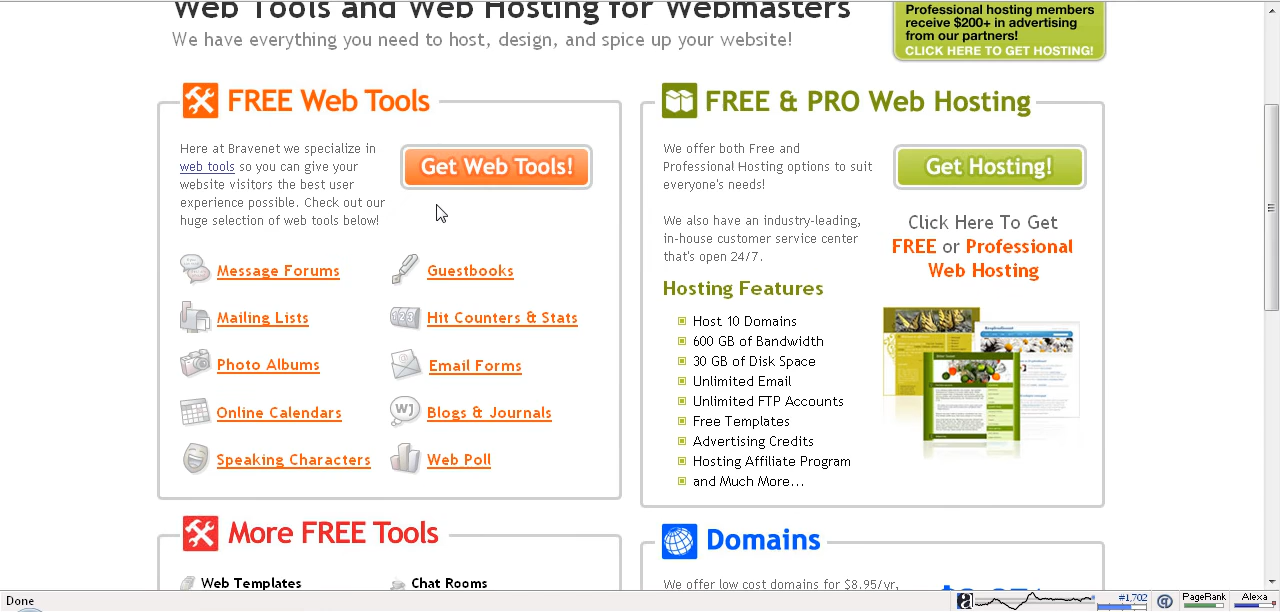 Web Tools and Web Hosting for Webmasters
We have everything you need to host, design, and spice up your website!
Professional hosting members
receive $200+ in advertising
from our partners!
CLICK HERE TO GET HOSTING!
FREE Web Tools
Here at Bravenet we specialize in
web tools so you can give your
website visitors the best user
experience possible. Check out our
huge selection of web tools below!
Get Web Tools!
Message Forums
Guestbooks
Mailing Lists
123
Hit Counters & Stats
Photo Albums
Email Forms
Online Calendars
WJ
Blogs & Journals
Speaking Characters
Web Poll
FREE & PRO Web Hosting
We offer both Free and
Professional Hosting options to suit
everyone's needs!
We also have an industry-leading,
in-house customer service center
that's open 24/7.
Get Hosting!
Click Here To Get
FREE or Professional
Web Hosting
Hosting Features
Host 10 Domains
600 GB of Bandwidth
30 GB of Disk Space
Unlimited Email
Unlimited FTP Accounts
Free Templates
Advertising Credits
Hosting Affiliate Program
and Much More...
More FREE Tools
Web Templates
Chat Rooms
Domains
We offer low cost domains for $8.95/yr,
Done
a
#1,702
@
PageRank
Alexa